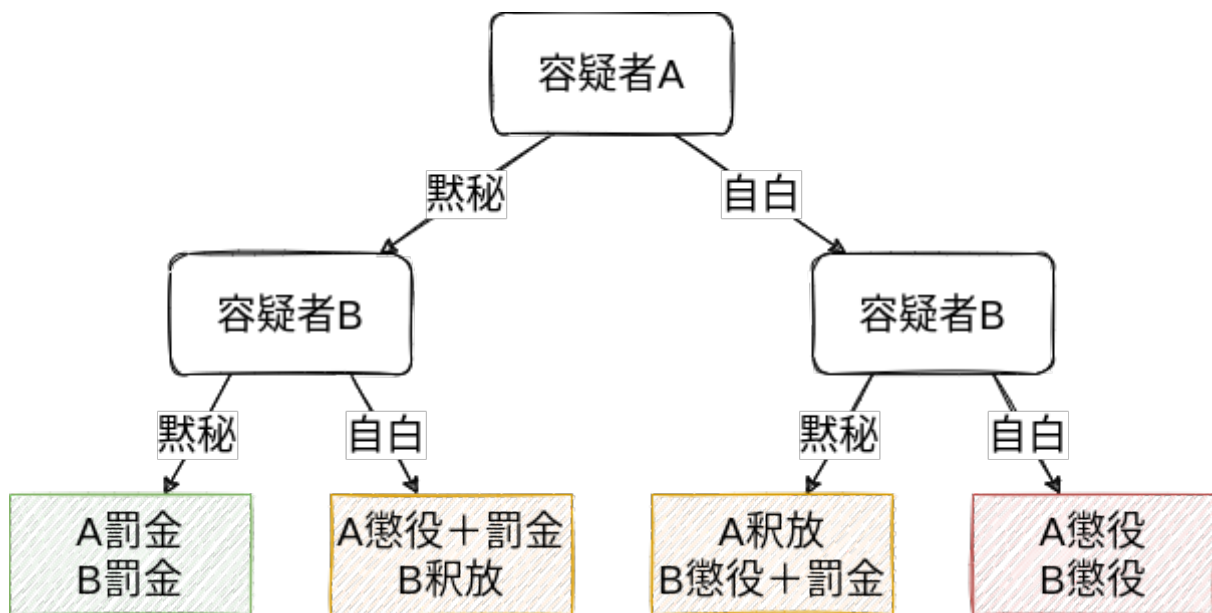 容疑者A
黙秘
自白
容疑者B
容疑者B
黙秘
自白
黙秘
自白
A罰金
B罰金
A懲役＋罰金
B釈放
A釈放
B懲役＋罰金
A懲役
B懲役